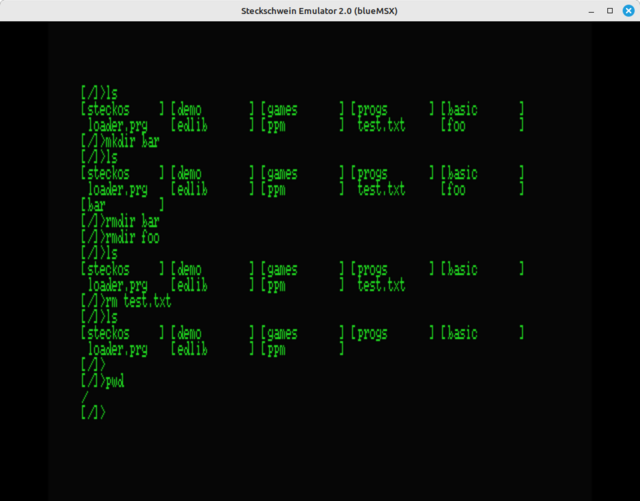 Steckschwein Emulator 2.0 (blueMSX)
[/]>ls
[steckos    ] [demo       ] [games      ] [progs      ] [basic      ]
 loader.prg   [edlib      ] [ppm        ]  test.txt     [foo        ]
[/]>mkdir bar
[/]>ls
[steckos    ] [demo       ] [games      ] [progs      ] [basic      ]
 loader.prg   [edlib      ] [ppm        ]  test.txt     [foo        ]
[bar        ]
[/]>rmdir bar
[/]>rmdir foo
[/]>ls
[steckos    ] [demo       ] [games      ] [progs      ] [basic      ]
 loader.prg   [edlib      ] [ppm        ]  test.txt
[/]>rm test.txt
[/]>ls
[steckos    ] [demo       ] [games      ] [progs      ] [basic      ]
 loader.prg   [edlib      ] [ppm        ]
[/]>
[/]>pwd
/
[/]>